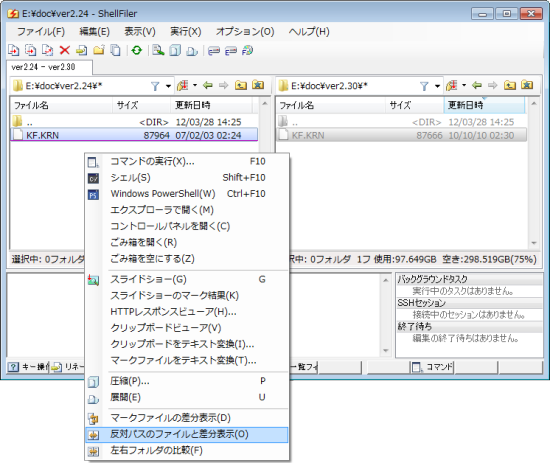 E:¥doc¥ver2.24 - ShellFiler
ファイル(F) 編集(E) 表示(V) 実行(X) オプション(O) ヘルプ(H)
ver2.24 - ver2.30
E:¥doc¥ver2.24¥*
E:¥doc¥ver2.30¥*
ファイル名 サイズ 更新日時
.. <DIR> 12/03/28 14:25
KF.KRN 87964 07/02/03 02:24
ファイル名 サイズ 更新日時
.. <DIR> 12/03/28 14:25
KF.KRN 87666 10/10/10 02:30
コマンドの実行(X)... F10
シェル(S) Shift+F10
Windows PowerShell(W) Ctrl+F10
エクスプローラで開く(M)
コントロールパネルを開く(C)
ごみ箱を開く(R)
ごみ箱を空にする(Z)
スライドショー(G) G
スライドショーのマーク結果(K)
HTTPレスポンスビューア(H)...
クリップボードビューア(V)
クリップボードをテキスト変換(I)...
マークファイルをテキスト変換(T)...
圧縮(P)... P
展開(E) U
マークファイルの差分表示(D)
反対パスのファイルと差分表示(O)
左右フォルダの比較(F)
選択中: 0フォルダ
選択中: 0フォルダ 1フ 使用:97.649GB 空き:298.519GB(75%)
バックグラウンドタスク
実行中のタスクはありません。
SSHセッション
接続中のセッションはありません。
終了待ち
編集の終了待ちはありません。
? キー操
リネー
一覧フィ
コマンド